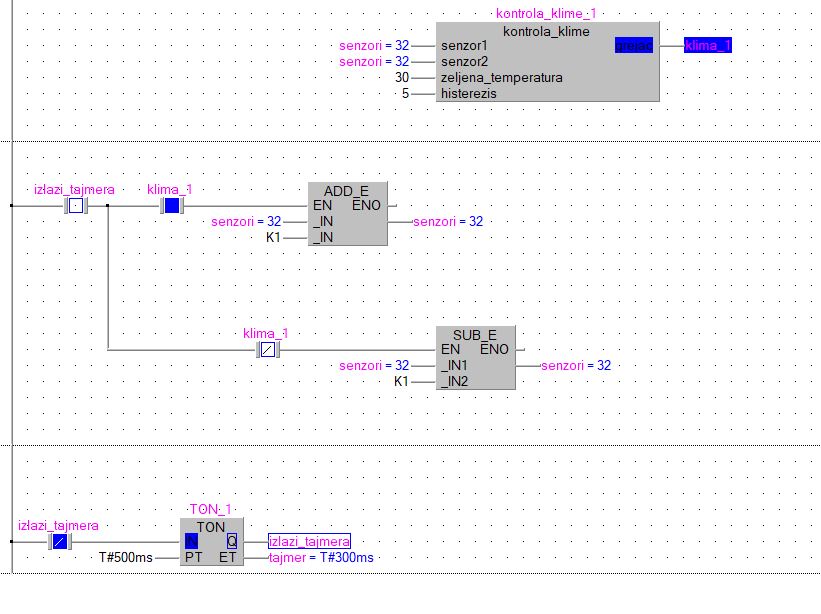 kontrola_klime_1
kontrola_klime
senzori = 32 senzor1 grejac klima_1
senzori = 32 senzor2
30 zeljena_temperatura
5 histerezis
izlazi_tajmera klima_1
ADD_E
EN ENO
senzori = 32 _IN senzori = 32
K1 _IN
klima_1
SUB_E
EN ENO
senzori = 32 _IN1 senzori = 32
K1 _IN2
TON_1
izlazi_tajmera
TON
IN Q izlazi_tajmera
T#500ms PT ET tajmer = T#300ms